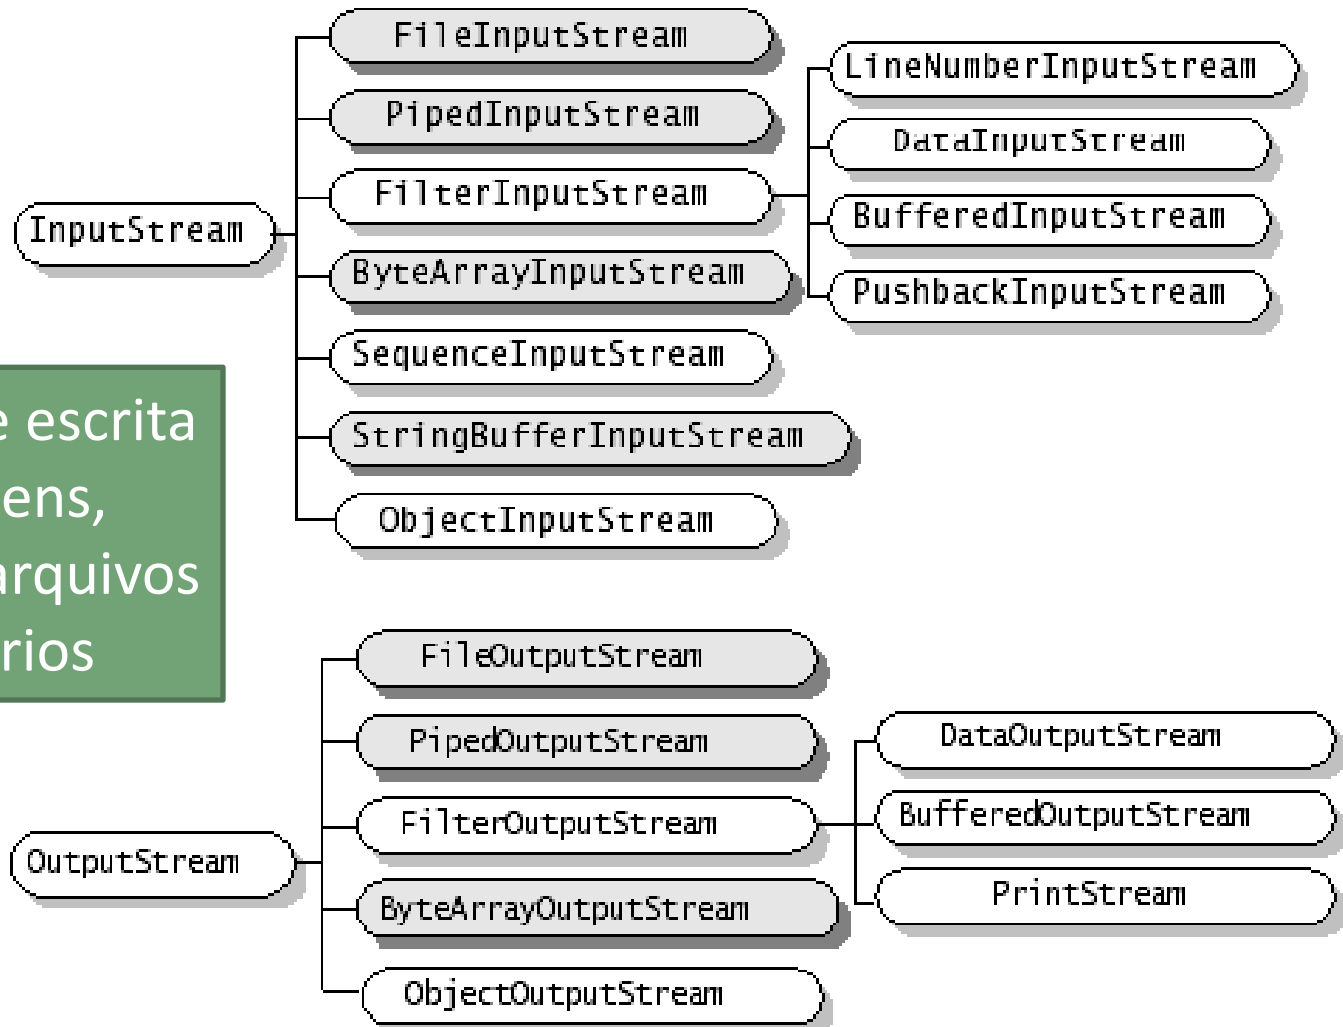 FileInputStream
PipedInputStream
FilterInputStream
InputStream
ByteArrayInputStream
SequenceInputStream
StringBufferInputStream
ObjectInputStream
LineNumberInputStream
DataInputStream
BufferedInputStream
PushbackInputStream
e escrita
ens,
arquivos
rios
FileOutputStream
PipedOutputStream
FilterOutputStream
OutputStream
ByteArrayOutputStream
ObjectOutputStream
DataOutputStream
BufferedOutputStream
PrintStream